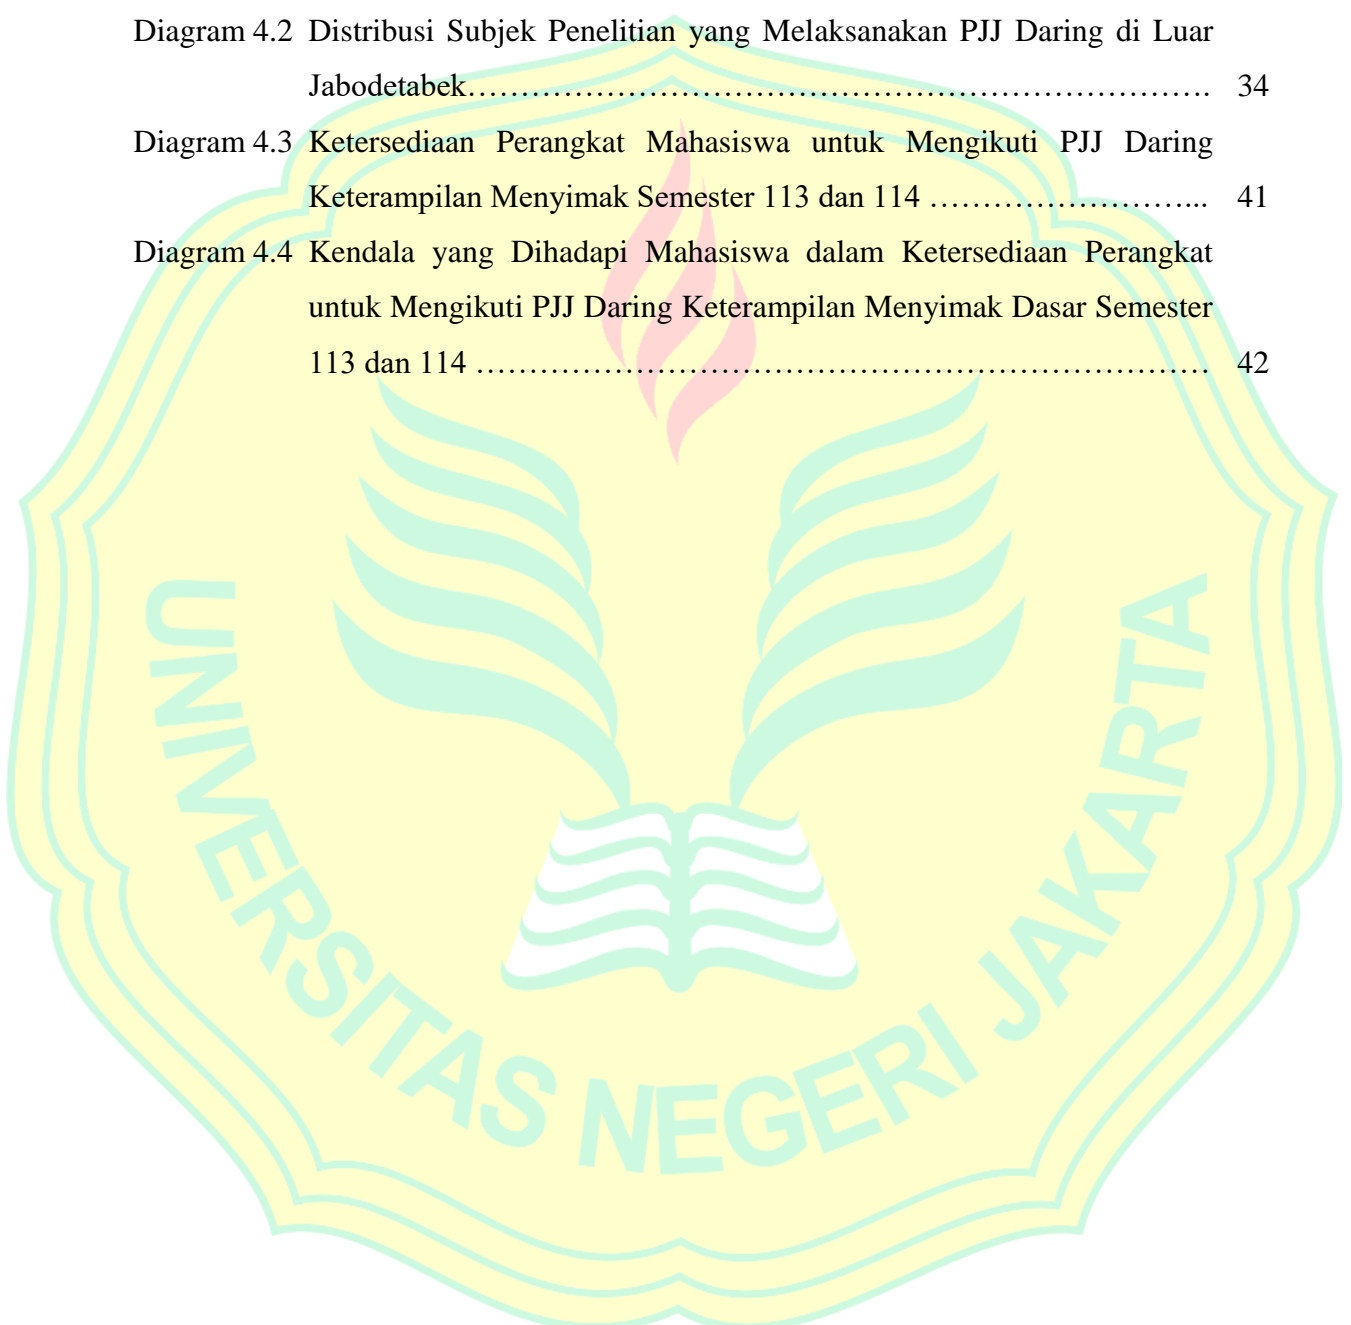 Diagram 4.2 Distribusi Subjek Penelitian yang Melaksanakan PJJ Daring di Luar
Jabodetabek……………………………………………………………. 34
Diagram 4.3 Ketersediaan Perangkat Mahasiswa untuk Mengikuti PJJ Daring
Keterampilan Menyimak Semester 113 dan 114 ……………………... 41
Diagram 4.4 Kendala yang Dihadapi Mahasiswa dalam Ketersediaan Perangkat
untuk Mengikuti PJJ Daring Keterampilan Menyimak Dasar Semester
113 dan 114 …………………………………………………………… 42
UNIVERSITAS NEGERI JAKARTA